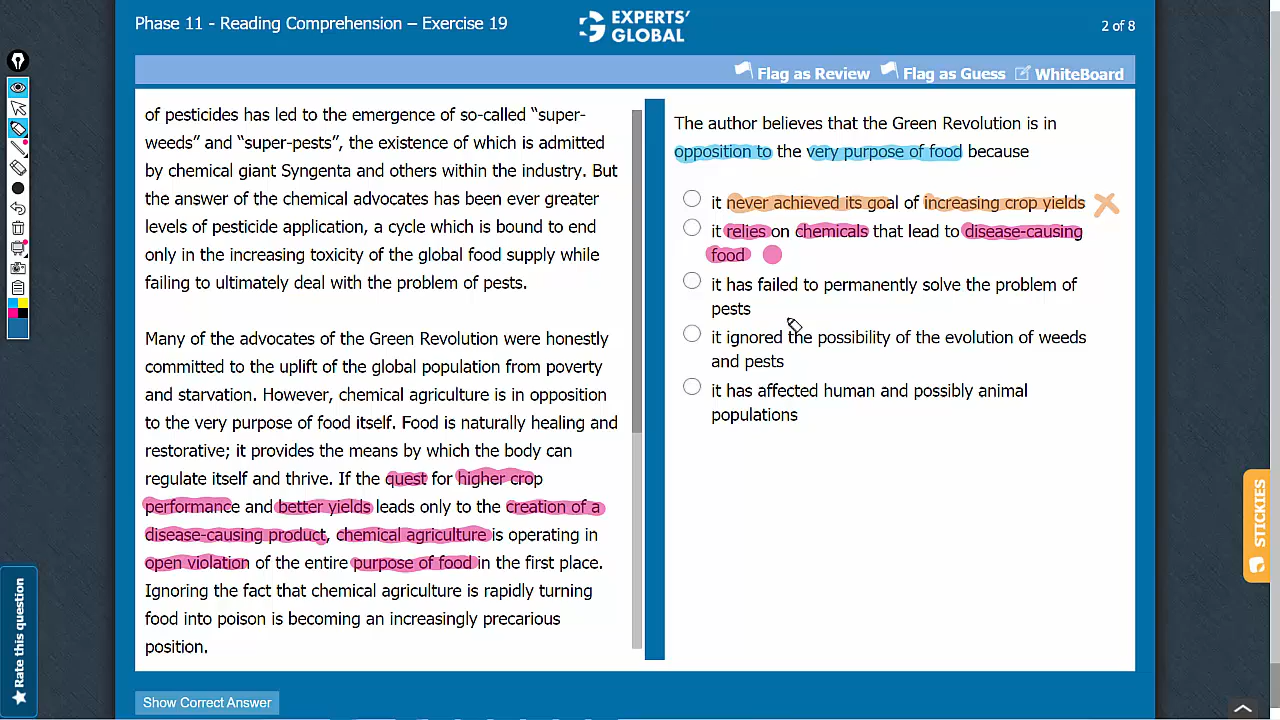 Phase 11 - Reading Comprehension – Exercise 19
EXPERTS’
GLOBAL
2 of 8
Flag as Review
Flag as Guess
WhiteBoard
of pesticides has led to the emergence of so-called “super-
weeds” and “super-pests”, the existence of which is admitted
by chemical giant Syngenta and others within the industry. But
the answer of the chemical advocates has been ever greater
levels of pesticide application, a cycle which is bound to end
only in the increasing toxicity of the global food supply while
failing to ultimately deal with the problem of pests.
Many of the advocates of the Green Revolution were honestly
committed to the uplift of the global population from poverty
and starvation. However, chemical agriculture is in opposition
to the very purpose of food itself. Food is naturally healing and
restorative; it provides the means by which the body can
regulate itself and thrive. If the quest for higher crop
performance and better yields leads only to the creation of a
disease-causing product, chemical agriculture is operating in
open violation of the entire purpose of food in the first place.
Ignoring the fact that chemical agriculture is rapidly turning
food into poison is becoming an increasingly precarious
position.
The author believes that the Green Revolution is in
opposition to the very purpose of food because
it never achieved its goal of increasing crop yields
it relies on chemicals that lead to disease-causing
food
it has failed to permanently solve the problem of
pests
it ignored the possibility of the evolution of weeds
and pests
it has affected human and possibly animal
populations
STICKIES
Rate this question
Show Correct Answer